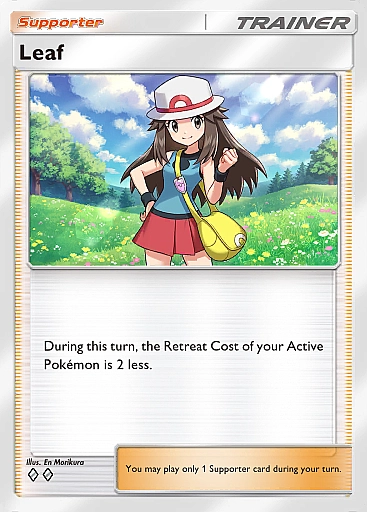 Supporter
TRAINER
Leaf
During this turn, the Retreat Cost of your Active
Pokémon is 2 less.
Illus. En Morikura
You may play only 1 Supporter card during your turn.